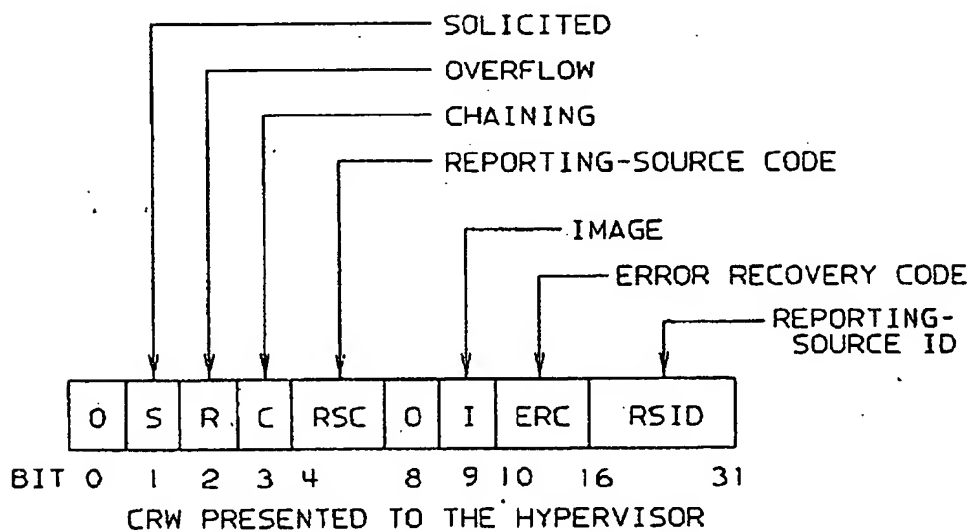 SOLICITED
OVERFLOW
CHAINING
REPORTING-SOURCE CODE
IMAGE
ERROR RECOVERY CODE
REPORTING-
SOURCE ID
0 S R C RSC 0 I ERC RSID
BIT 0 1 2 3 4 8 9 10 16 31
CRW PRESENTED TO THE HYPERVISOR